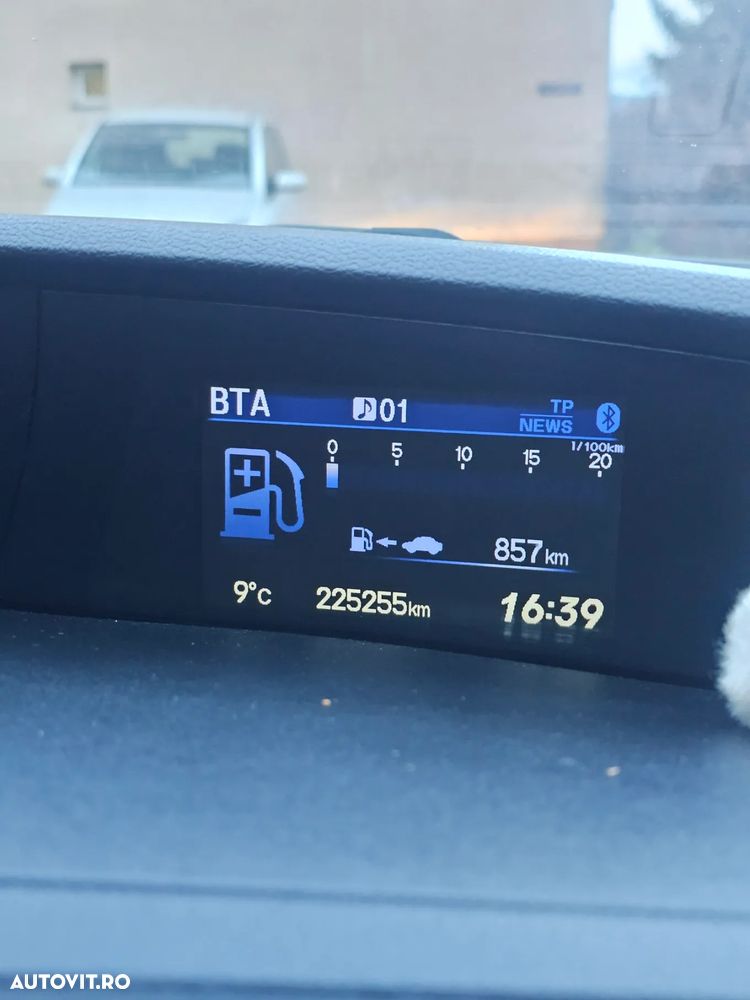 BTA 01 TP
NEWS
0 5 10 15 20
1/100km
857km
9°C 225255km 16:39
AUTOVIT.RO